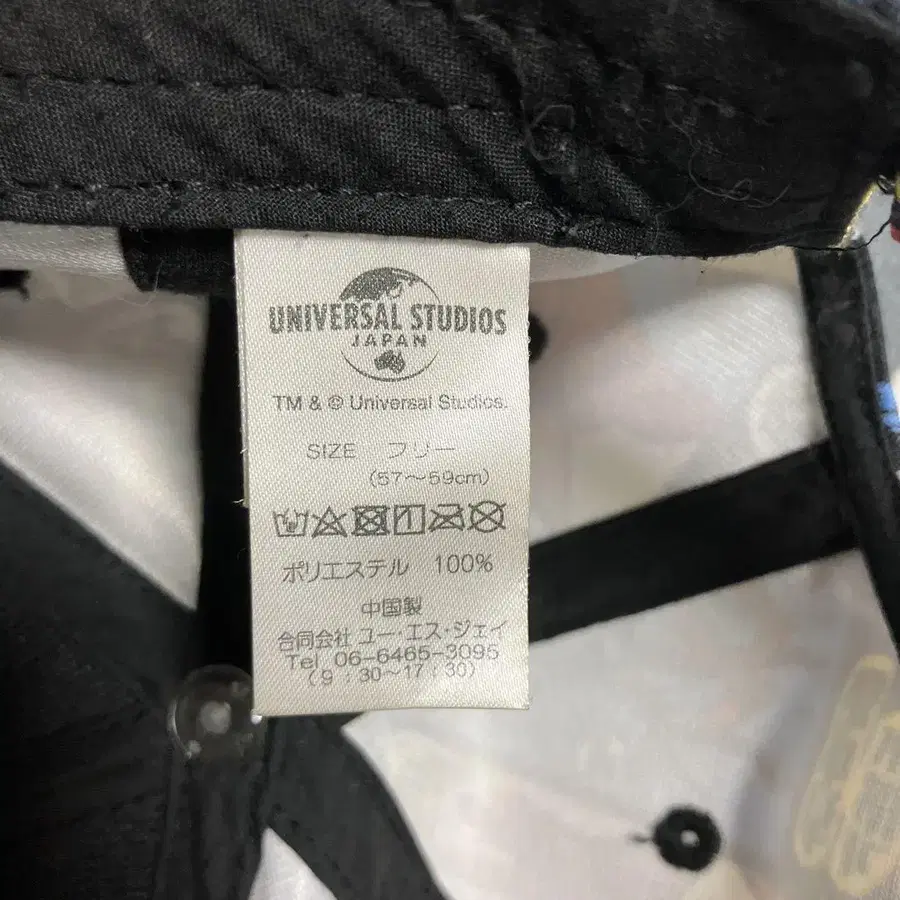 UNIVERSAL STUDIOS
JAPAN
TM & © Universal Studios.
SIZE フリー
(57～59cm)
ポリエステル 100%
中国製
合同会社 ユー・エス・ジェイ
Tel 06-6465-3095
(9:30～17:30)